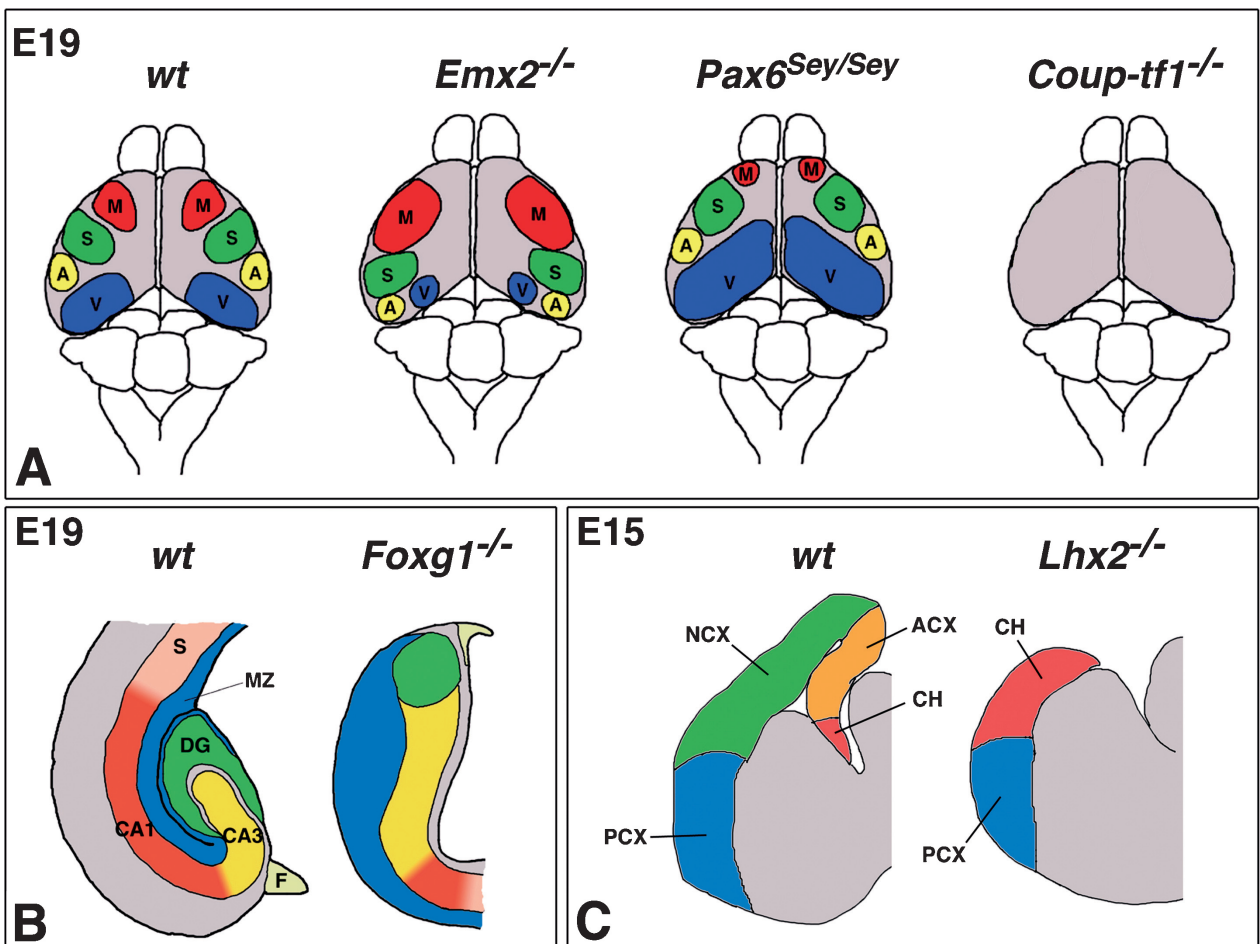 E19
wt Emx2-/- Pax6Sey/Sey Coup-tf1-/-
M M M M M M
S S S S S S
A A A A A A
V V V V V V
A
E19
wt Foxg1-/-
S
MZ
DG
CA1 CA3
F
B
E15
wt Lhx2-/-
NCX ACX CH
CH
PCX PCX
C